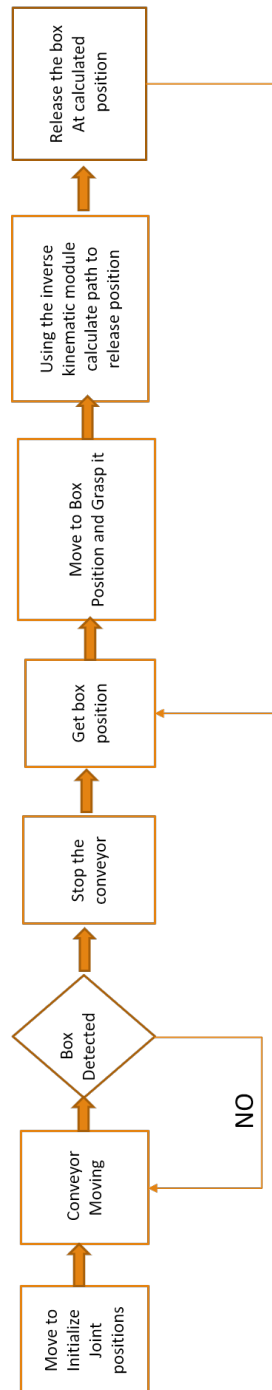 Move to
Initialize
Joint
positions
Conveyor
Moving
Box
Detected
NO
Stop the
conveyor
Get box
position
Move to Box
Position and Grasp it
Using the inverse
kinematic module
calculate path to
release position
Release the box
At calculated
position